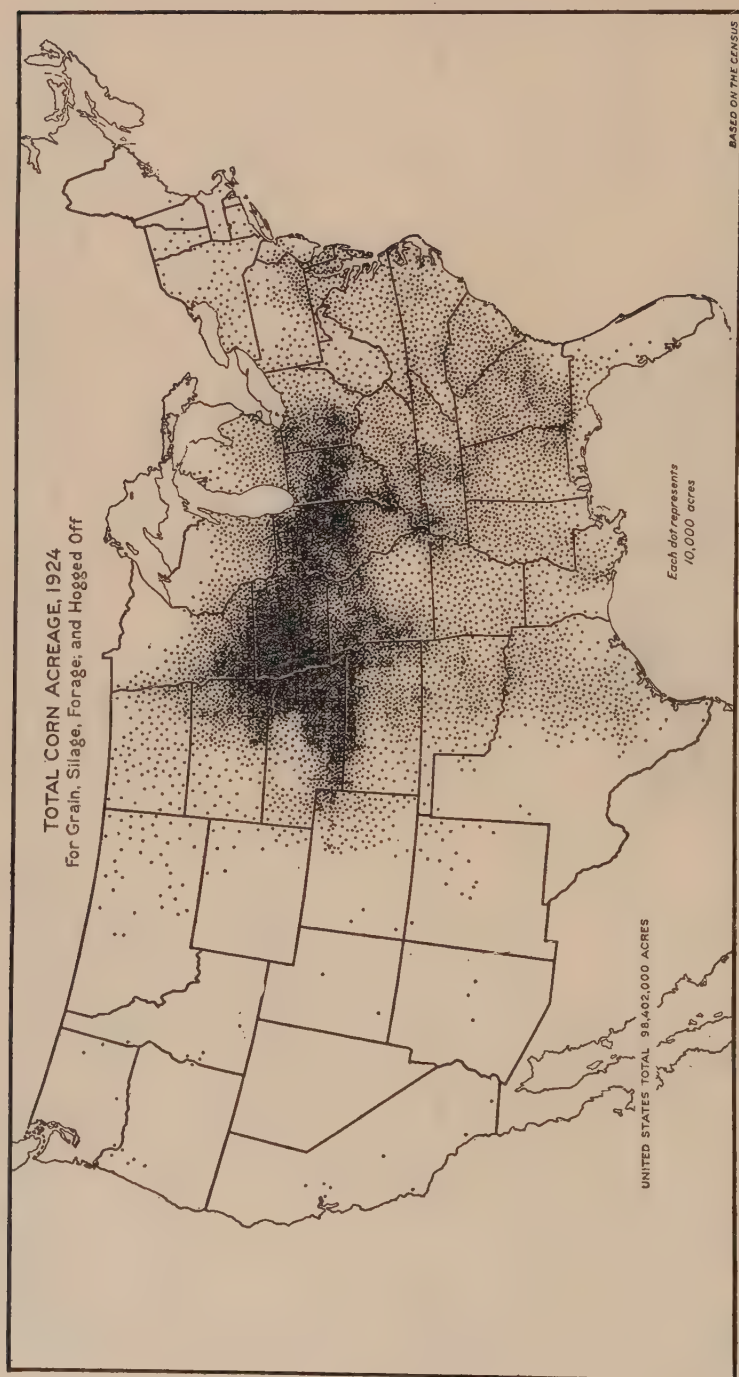 TOTAL CORN ACREAGE, 1924
For Grain, Silage, Forage, and Hogged Off
Each dot represents
10,000 acres
UNITED STATES TOTAL 98,402,000 ACRES
BASED ON THE CENSUS